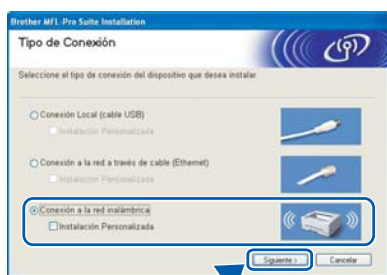 Brother MFL-Pro Suite Installation
Tipo de Conexión
Seleccione el tipo de conexión del dispositivo que desea instalar.
Conexión Local (cable USB)
Instalación Personalizada
Conexión a la red a través de cable (Ethernet)
Instalación Personalizada
Conexión a la red inalámbrica
Instalación Personalizada
Siguiente >
Cancelar